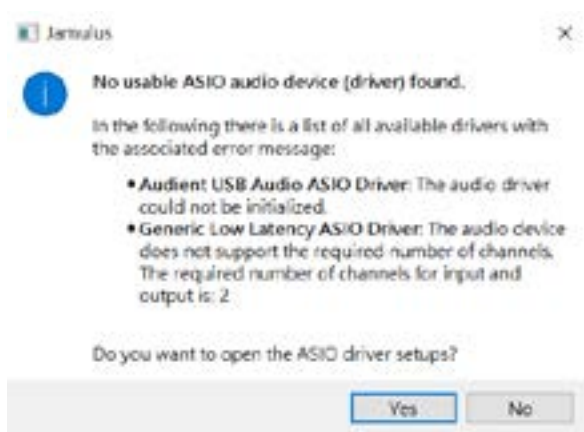 Jamulus
No usable ASIO audio device (driver) found.
In the following there is a list of all available drivers with
the associated error message:
• Audient USB Audio ASIO Driver: The audio driver
could not be initialized.
• Generic Low Latency ASIO Driver: The audio device
does not support the required number of channels.
The required number of channels for input and
output is: 2
Do you want to open the ASIO driver setups?
Yes
No